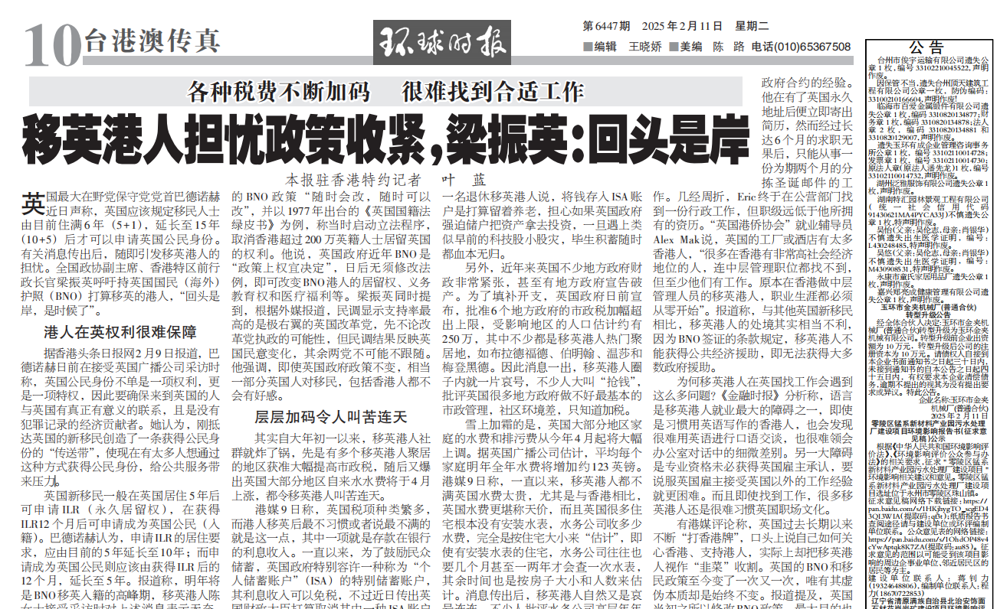 10 台港澳传真
环球时报
第6447期 2025年2月11日 星期二
■编辑 王晓娇 ■美编 陈 路 电话(010)65367508
各种税费不断加码 很难找到合适工作
移英港人担忧政策收紧,梁振英:回头是岸
本报驻香港特约记者 叶 蓝
英国最大在野党保守党党首巴德诺赫
近日声称，英国应该规定移民人士
由目前住满6年（5+1），延长至15年
（10+5）后才可以申请英国公民身份。
有关消息传出后，随即引发移英港人的
担忧。全国政协副主席、香港特区前行
政长官梁振英呼吁持英国国民（海外）
护照（BNO）打算移英的港人，“回头是
岸，是时候了”。
港人在英权利很难保障
据香港头条日报网2月9日报道，巴
德诺赫日前在接受英国广播公司采访时
称，英国公民身份不单是一项权利，更
是一项特权，因此要确保来到英国的人
与英国有真正有意义的联系，且是没有
犯罪记录的经济贡献者。她认为，刚抵
达英国的新移民创造了一条获得公民身
份的“传送带”，使现在有太多人想通过
这种方式获得公民身份，给公共服务带
来压力。
英国新移民一般在英国居住5年后
可申请ILR（永久居留权），在获得
ILR12个月后可申请成为英国公民（入
籍）。巴德诺赫认为，申请ILR的居住要
求，应由目前的5年延长至10年；而申
请成为英国公民则应该由获得ILR后的
12个月，延长至5年。报道称，明年将
是BNO移英入籍的高峰期，移英港人陈
女士接受采访时对上述消息表示无奈，
的BNO政策“随时会改、随时可以
改”，并以1977年出台的《英国国籍法
绿皮书》为例，称当时启动立法程序，
取消香港超过200万英籍人士居留英国
的权利。他说，英国政府近年BNO是
“政策上权宜决定”，日后无须修改法
例，即可改变BNO港人的居留权、义务
教育权和医疗福利等。梁振英同时提
到，根据外媒报道，民调显示支持率最
高的是极右翼的英国改革党，先不论改
革党执政的可能性，但民调结果反映英
国民意变化，其余两党不可能不跟随。
他强调，即使英国政府政策不变，相当
一部分英国人对移民，包括香港人都不
会有好感。
层层加码令人叫苦连天
其实自大年初一以来，移英港人社
群就炸了锅，先是有多个移英港人聚居
的地区获准大幅提高市政税，随后又爆
出英国大部分地区自来水水费将于4月
上涨，都令移英港人叫苦连天。
港媒9日称，英国税项种类繁多，
而港人移英后最不习惯或者说最不满的
就是这一点，其中一项就是存款在银行
的利息收入。一直以来，为了鼓励民众
储蓄，英国政府特别容许一种称为“个
人储蓄账户”（ISA）的特别储蓄账户，
其利息收入可以免税，不过近日传出英
国财政大臣打算取消其中一种ISA账户
一名退休移英港人说，将钱存入ISA账
户是打算留着养老，担心如果英国政府
强迫储户把资产拿去投资，一旦遇上类
似早前的科技股小股灾，毕生积蓄随时
都血本无归。
另外，近年来英国不少地方政府财
政非常紧张，甚至有地方政府宣告破
产。为了填补开支，英国政府日前宣
布，批准6个地方政府的市政税加幅超
出上限，受影响地区的人口估计约有
250万，其中不少都是移英港人热门聚
居地，如布拉德福德、伯明翰、温莎和
梅登黑德。因此消息一出，移英港人圈
子内就一片哀号，不少人大叫“抢钱”，
批评英国很多地方政府做不好最基本的
市政管理，社区环境差，只知道加税。
雪上加霜的是，英国大部分地区家
庭的水费和排污费从今年4月起将大幅
上调。据英国广播公司估计，平均每个
家庭明年全年水费将增加约123英镑。
港媒9日称，一直以来，移英港人都不
满英国水费太贵，尤其是与香港相比，
英国水费更堪称天价，而且英国很多住
宅根本没有安装水表，水务公司收多少
水费，完全是按住宅大小来“估计”，即
使有安装水表的住宅，水务公司往往也
要几个月甚至一两年才会查一次水表，
其余时间也是按房子大小和人数来估
计。消息传出后，移英港人自然又是哀
号连连，不少人批评水务公司高层年年
政府合约的经验。
他在有了英国永久
地址后便立即寄出
简历，然而经过长
达6个月的求职无
果后，只能从事一
份为期两个月的分
拣圣诞邮件的工
作。几经周折，Eric终于在公营部门找
到一份行政工作，但职级远低于他所拥
有的资历。“英国港侨协会”就业辅导员
Alex Mak说，英国的工厂或酒店有太多
香港人，“很多在香港有非常高社会经济
地位的人，连中层管理职位都找不到，
但至少他们有工作。原本在香港做中层
管理人员的移英港人，职业生涯都必须
从零开始”。报道称，与其他英国新移民
相比，移英港人的处境其实相当不利，
因为BNO签证的条款规定，移英港人不
能获得公共经济援助，即无法获得大多
数政府援助。
为何移英港人在英国找工作会遇到
这么多问题?《金融时报》分析称，语言
是移英港人就业最大的障碍之一，即使
是习惯用英语写作的香港人，也会发现
很难用英语进行口语交谈，也很难领会
办公室对话中的细微差别。另一大障碍
是专业资格未必获得英国雇主承认，要
说服英国雇主接受英国以外的工作经验
就更困难。而且即使找到工作，很多移
英港人还是很难习惯英国职场文化。
有港媒评论称，英国过去长期以来
不断“打香港牌”，口头上说自己如何关
心香港、支持港人，实际上却把移英港
人视作“韭菜”收割。英国的BNO和移
民政策至今变了一次又一次，唯有其虚
伪本质却是始终不变。报道提及，英国
当初之所以修改BNO政策，最大目的也
公 告
台州市俊宇运输有限公司遗失公
章1枚,编号33102210045522,声明
作废。
因保管不当,遗失台州顶天建筑工
程有限公司公章一枚，防伪编码:
33100210166604,声明作废!
临海市百爱金属锻件有限公司遗
失公章1枚,编码3310820134877;财
务章1枚,编码3310820134878;法人
章2枚，编码3310820134881和
3310820129007,声明作废。
遗失玉环有成企业管理咨询事务
所公章1枚，编号33102110014728;
发票章1枚，编号33102110014730;
原法人章(原法人潘先龙)1枚,编号
33102110014732,声明作废。
湖州泛雅服饰有限公司遗失公章1
枚,声明作废。
湖南特汇园林景观工程有限公司
(统一社会信用代码
91430621MA4PYCA33J)不慎遗失公
章1枚,特声明作废。
吴怡(父亲:吴伦志,母亲:肖银华)
不慎遗失出生医学证明，编号:
L430248485,特声明作废。
吴悠(父亲:吴伦志,母亲:肖银华)
不慎遗失出生医学证明，编号:
M430908531,特声明作废。
永康市童氏家居用品厂遗失公章1
枚,声明作废。
嘉兴郑亮成健康管理有限公司遗
失公章1枚,声明作废。
玉环市金夹机械厂(普通合伙)
转型升级公告
经全体合伙人决定:玉环市金夹机
械厂(普通合伙)转型升级为玉环金夹
机械有限公司。转型升级前企业出资
额为10万元，转型升级后公司的注
册资本为10万元。请债权人自接到
本企业书面通知书之日起三十日内，
未接到通知书的自本公告之日起四
十五日内，有权要求本企业清偿债
务,逾期不提出的视其为没有提出要
求或异议。特此公告。
企业名称:玉环市金夹
机械厂(普通合伙)
2025年2月11日
零陵区锰系新材料产业园污水处理
厂建设项目环境影响报告书(征求意
见稿)公示
根据《中华人民共和国环境影响评
价法》、《环境影响评价公众参与办
法》的相关要求,征求“零陵区锰系
新材料产业园污水处理厂建设项目”
环境影响相关建议和意见。零陵区锰
系新材料产业园污水处理厂建设项
目选址位于永州市零陵区珠山镇。
征求意见稿网络下载链接:https://
pan.baidu.com/s/1HKjhygTO_scgED4
3QI3WIA(提取码:qf3t);纸质报告书
查阅途径请与建设单位或环评编制
单位联系。公众意见表的网络链接:
https://pan.baidu.com/s/1OhdOP48v4
cYwAptqk8K7ZA(提取码:au85)。征
求意见的范围以可能受到该项目影
响的周边企事业单位、邻近居民区的
居民等为主。
建设单位联系人:蒋钊力
(19324648806),编制单位联系人:程
力(18670722853)
辽宁省清原满族自治县北治安饰面